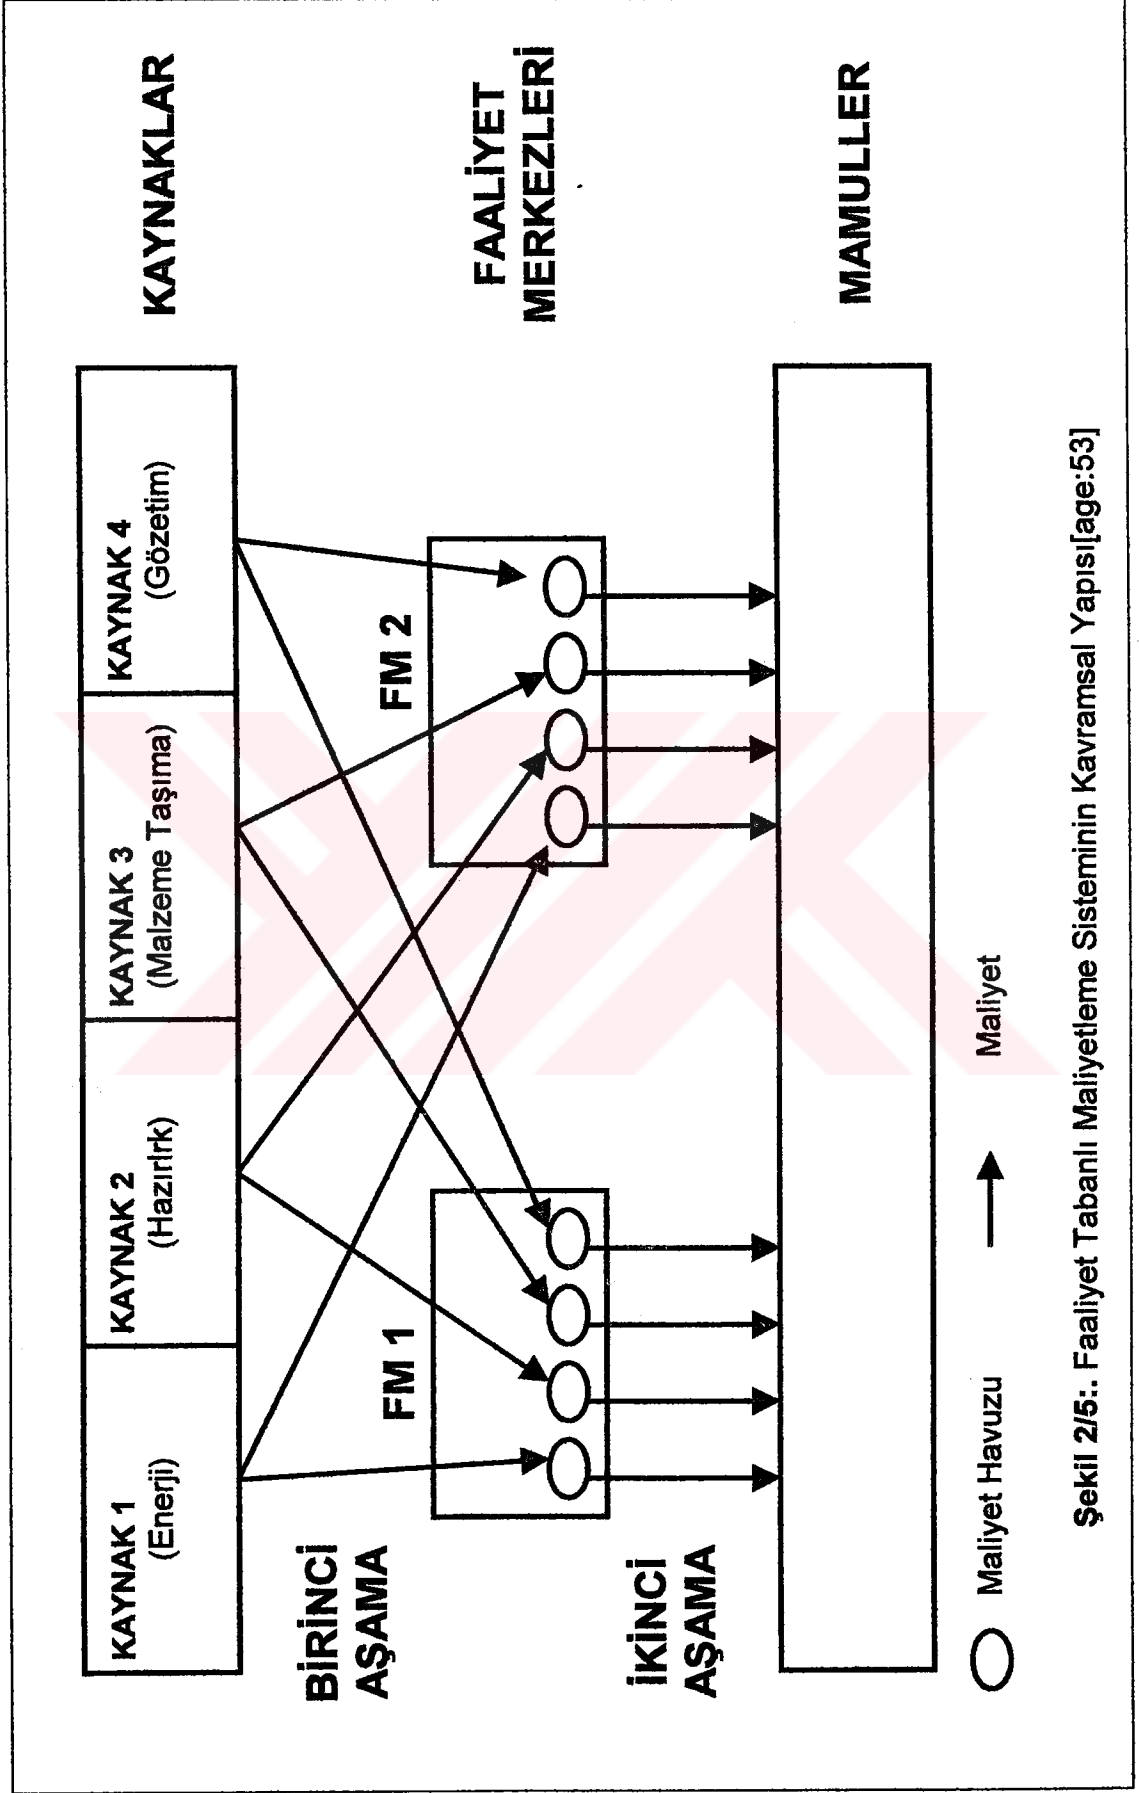 KAYNAK 1
(Enerji)
KAYNAK 2
(Hazırlrk)
KAYNAK 3
(Malzeme Taşıma)
KAYNAK 4
(Gözetim)
KAYNAKLAR
BİRİNCİ
AŞAMA
FM 1
FM 2
FAALİYET
MERKEZLERİ
İKİNCİ
AŞAMA
MAMULLER
Maliyet Havuzu
Maliyet
Şekil 2/5:. Faaliyet Tabanlı Maliyetleme Sisteminin Kavramsal Yapısı[age:53]